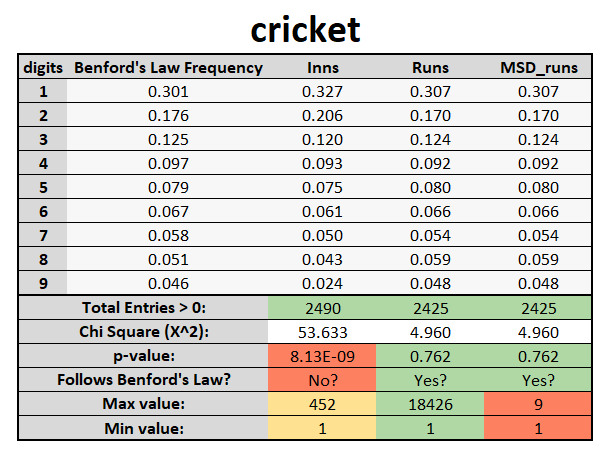 cricket
digits Benford's Law Frequency Inns Runs MSD_runs
1 0.301 0.327 0.307 0.307
2 0.176 0.206 0.170 0.170
3 0.125 0.120 0.124 0.124
4 0.097 0.093 0.092 0.092
5 0.079 0.075 0.080 0.080
6 0.067 0.061 0.066 0.066
7 0.058 0.050 0.054 0.054
8 0.051 0.043 0.059 0.059
9 0.046 0.024 0.048 0.048
Total Entries > 0: 2490 2425 2425
Chi Square (X^2): 53.633 4.960 4.960
p-value: 8.13E-09 0.762 0.762
Follows Benford's Law? No? Yes? Yes?
Max value: 452 18426 9
Min value: 1 1 1